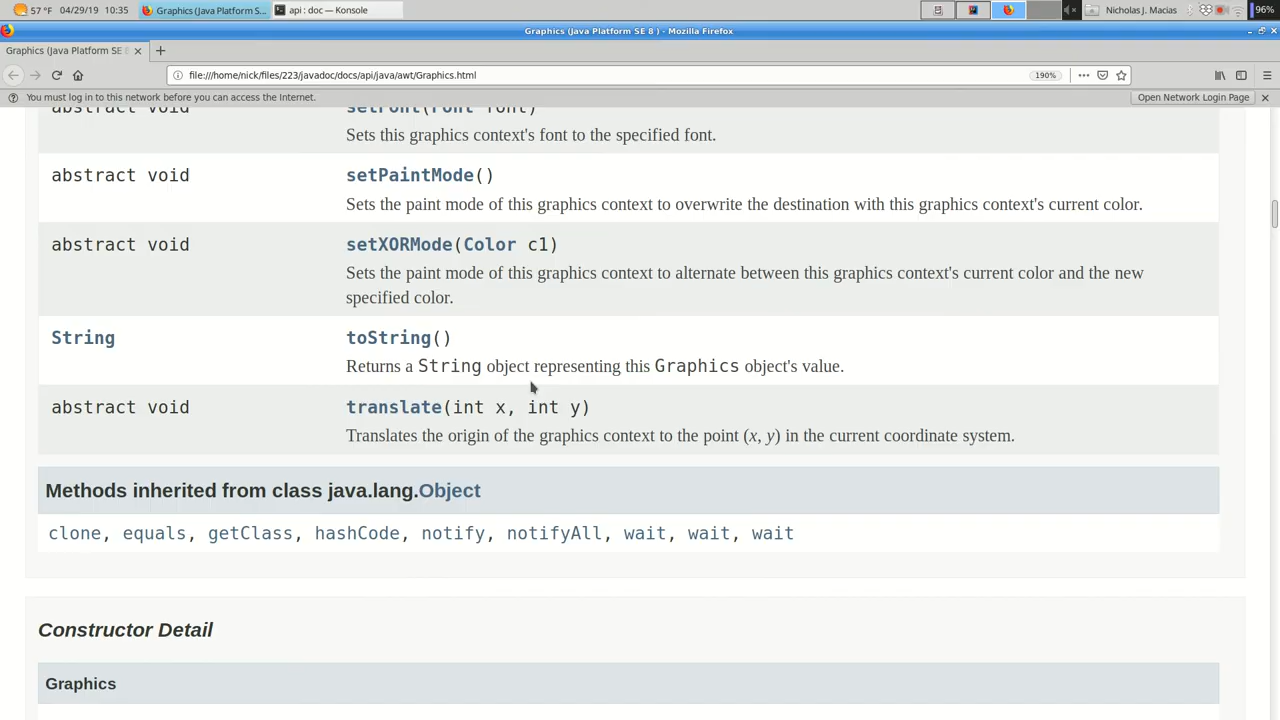 57 °F 04/29/19 10:35 Graphics (Java Platform S... api : doc — Konsole Nicholas J. Macias 96%
Graphics (Java Platform SE 8 ) - Mozilla Firefox
Graphics (Java Platform SE 8
file:///home/nick/files/223/javadoc/docs/api/java/awt/Graphics.html 190%
You must log in to this network before you can access the Internet. Open Network Login Page
abstract void setFont(Font font)
Sets this graphics context's font to the specified font.
abstract void setPaintMode()
Sets the paint mode of this graphics context to overwrite the destination with this graphics context's current color.
abstract void setXORMode(Color c1)
Sets the paint mode of this graphics context to alternate between this graphics context's current color and the new
specified color.
String toString()
Returns a String object representing this Graphics object's value.
abstract void translate(int x, int y)
Translates the origin of the graphics context to the point (x, y) in the current coordinate system.
Methods inherited from class java.lang.Object
clone, equals, getClass, hashCode, notify, notifyAll, wait, wait, wait
Constructor Detail
Graphics